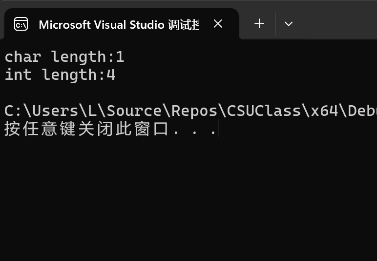 Microsoft Visual Studio 调试
char length:1
int length:4
C:\Users\L\Source\Repos\CSUClass\x64\Deb
按任意键关闭此窗口. . .